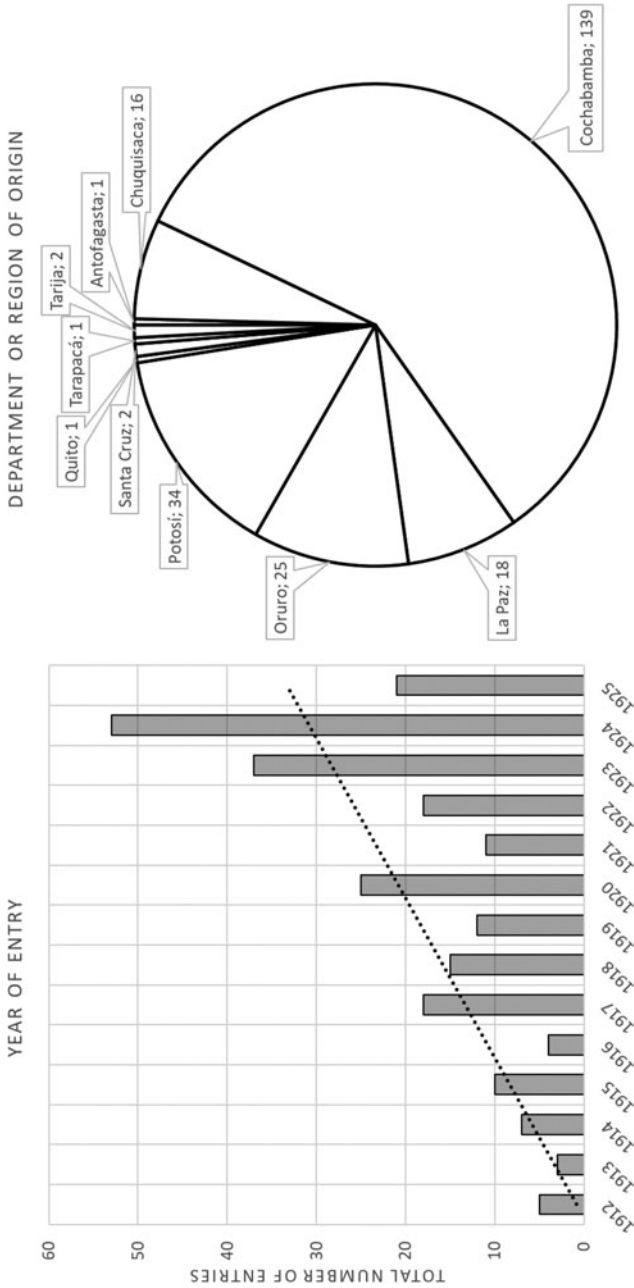 YEAR OF ENTRY
60
50
40
30
20
10
0
TOTAL NUMBER OF ENTRIES
1912
1913
1914
1915
1916
1917
1918
1919
1920
1921
1922
1923
1924
1925
DEPARTMENT OR REGION OF ORIGIN
Quito; 1
Tarapacá; 1
Tarija; 2
Antofagasta; 1
Chuquisaca; 16
Santa Cruz; 2
Potosí; 34
Oruro; 25
La Paz; 18
Cochabamba; 139